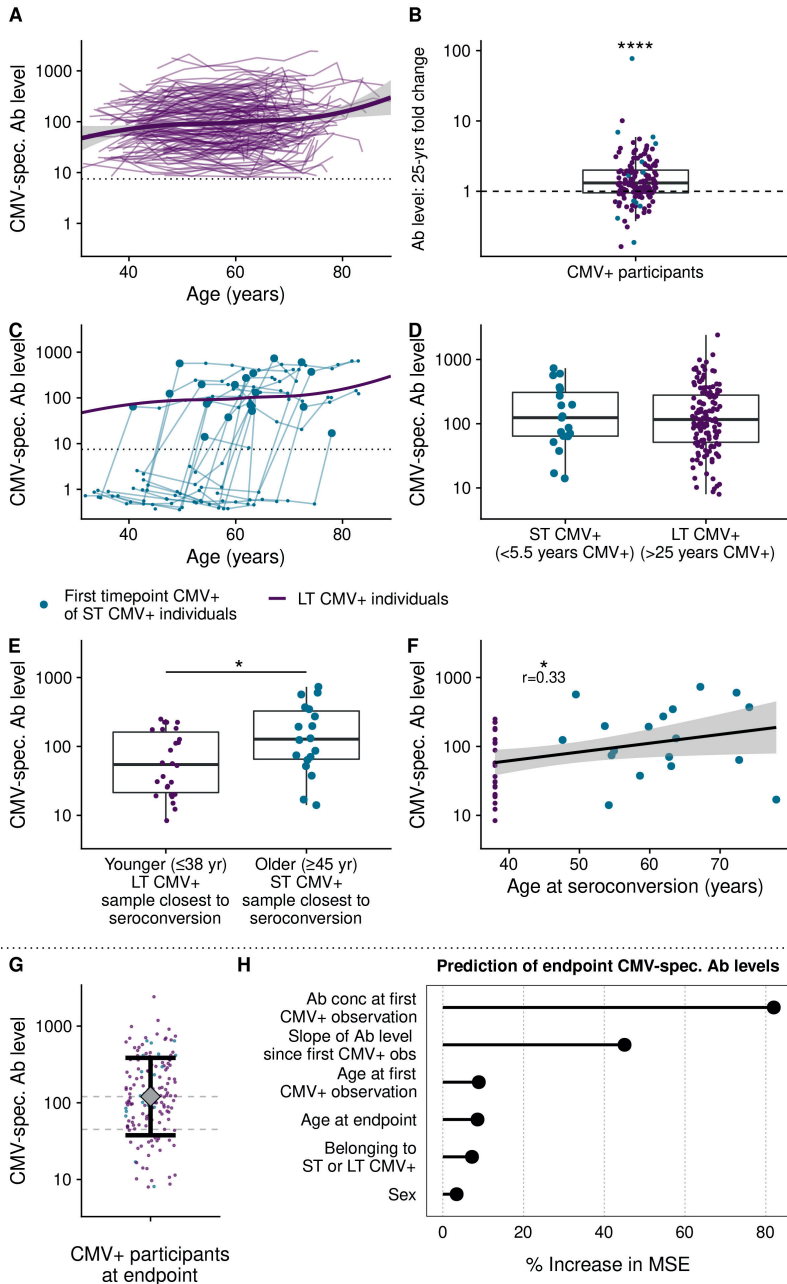 A
CMV-spec. Ab level
1000
100
10
1
40
60
80
Age (years)
B
Ab level: 25-yrs fold change
100
10
1
****
CMV+ participants
C
CMV-spec. Ab level
1000
100
10
1
40
60
80
Age (years)
D
CMV-spec. Ab level
1000
100
10
ST CMV+
(<5.5 years CMV+)
LT CMV+
(>25 years CMV+)
First timepoint CMV+
of ST CMV+ individuals
LT CMV+ individuals
E
CMV-spec. Ab level
1000
100
10
*
Younger (≤38 yr)
LT CMV+
sample closest to
seroconversion
Older (≥45 yr)
ST CMV+
sample closest to
seroconversion
F
CMV-spec. Ab level
1000
100
10
*
r=0.33
40
50
60
70
Age at seroconversion (years)
G
CMV-spec. Ab level
1000
100
10
CMV+ participants
at endpoint
H
Prediction of endpoint CMV-spec. Ab levels
Ab conc at first
CMV+ observation
Slope of Ab level
since first CMV+ obs
Age at first
CMV+ observation
Age at endpoint
Belonging to
ST or LT CMV+
Sex
0
20
40
60
80
% Increase in MSE